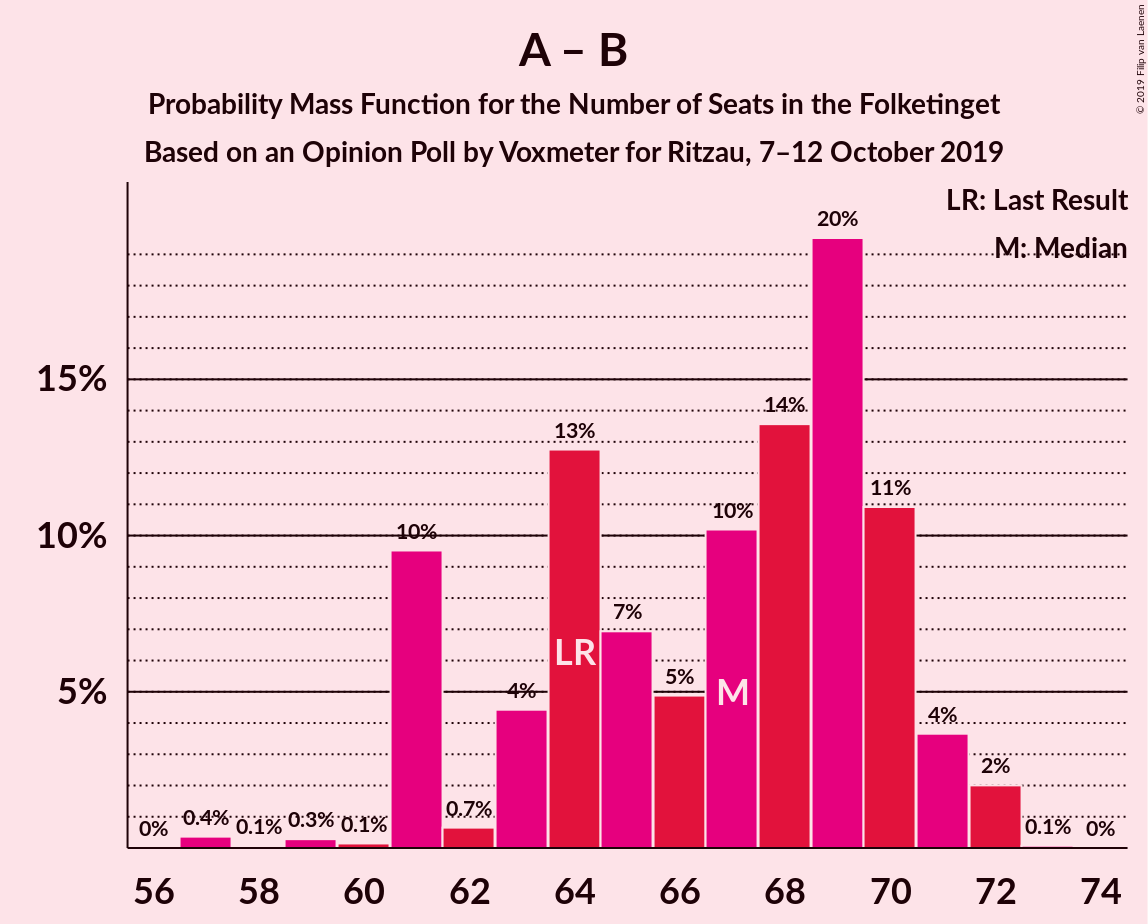 A – B
Probability Mass Function for the Number of Seats in the Folketinget
Based on an Opinion Poll by Voxmeter for Ritzau, 7–12 October 2019
© 2019 Filip van Laenen
LR: Last Result
M: Median
20%
15%
14%
13%
11%
10%
10%
10%
7%
LR
5%
M
5%
4%
4%
2%
0.7%
0% 0.4% 0.1% 0.3% 0.1%
0.1% 0%
56 58 60 62 64 66 68 70 72 74